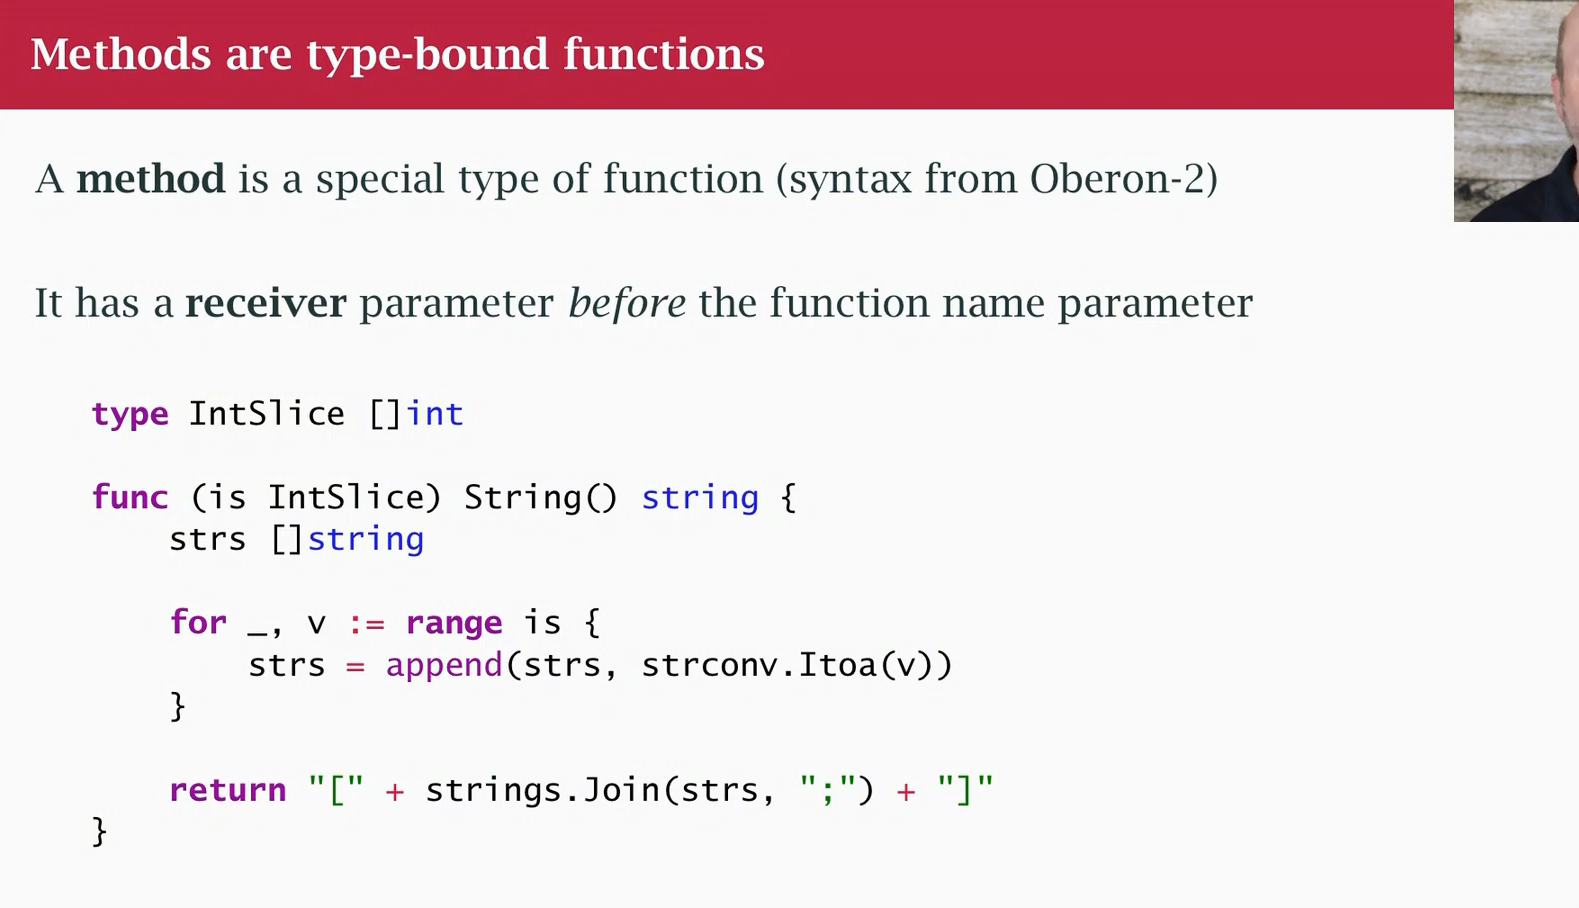 Methods are type-bound functions
A method is a special type of function (syntax from Oberon-2)
It has a receiver parameter before the function name parameter
type IntSlice []int
func (is IntSlice) String() string {
    strs []string
    for _, v := range is {
        strs = append(strs, strconv.Itoa(v))
    }
    return "[" + strings.Join(strs, ";") + "]"
}